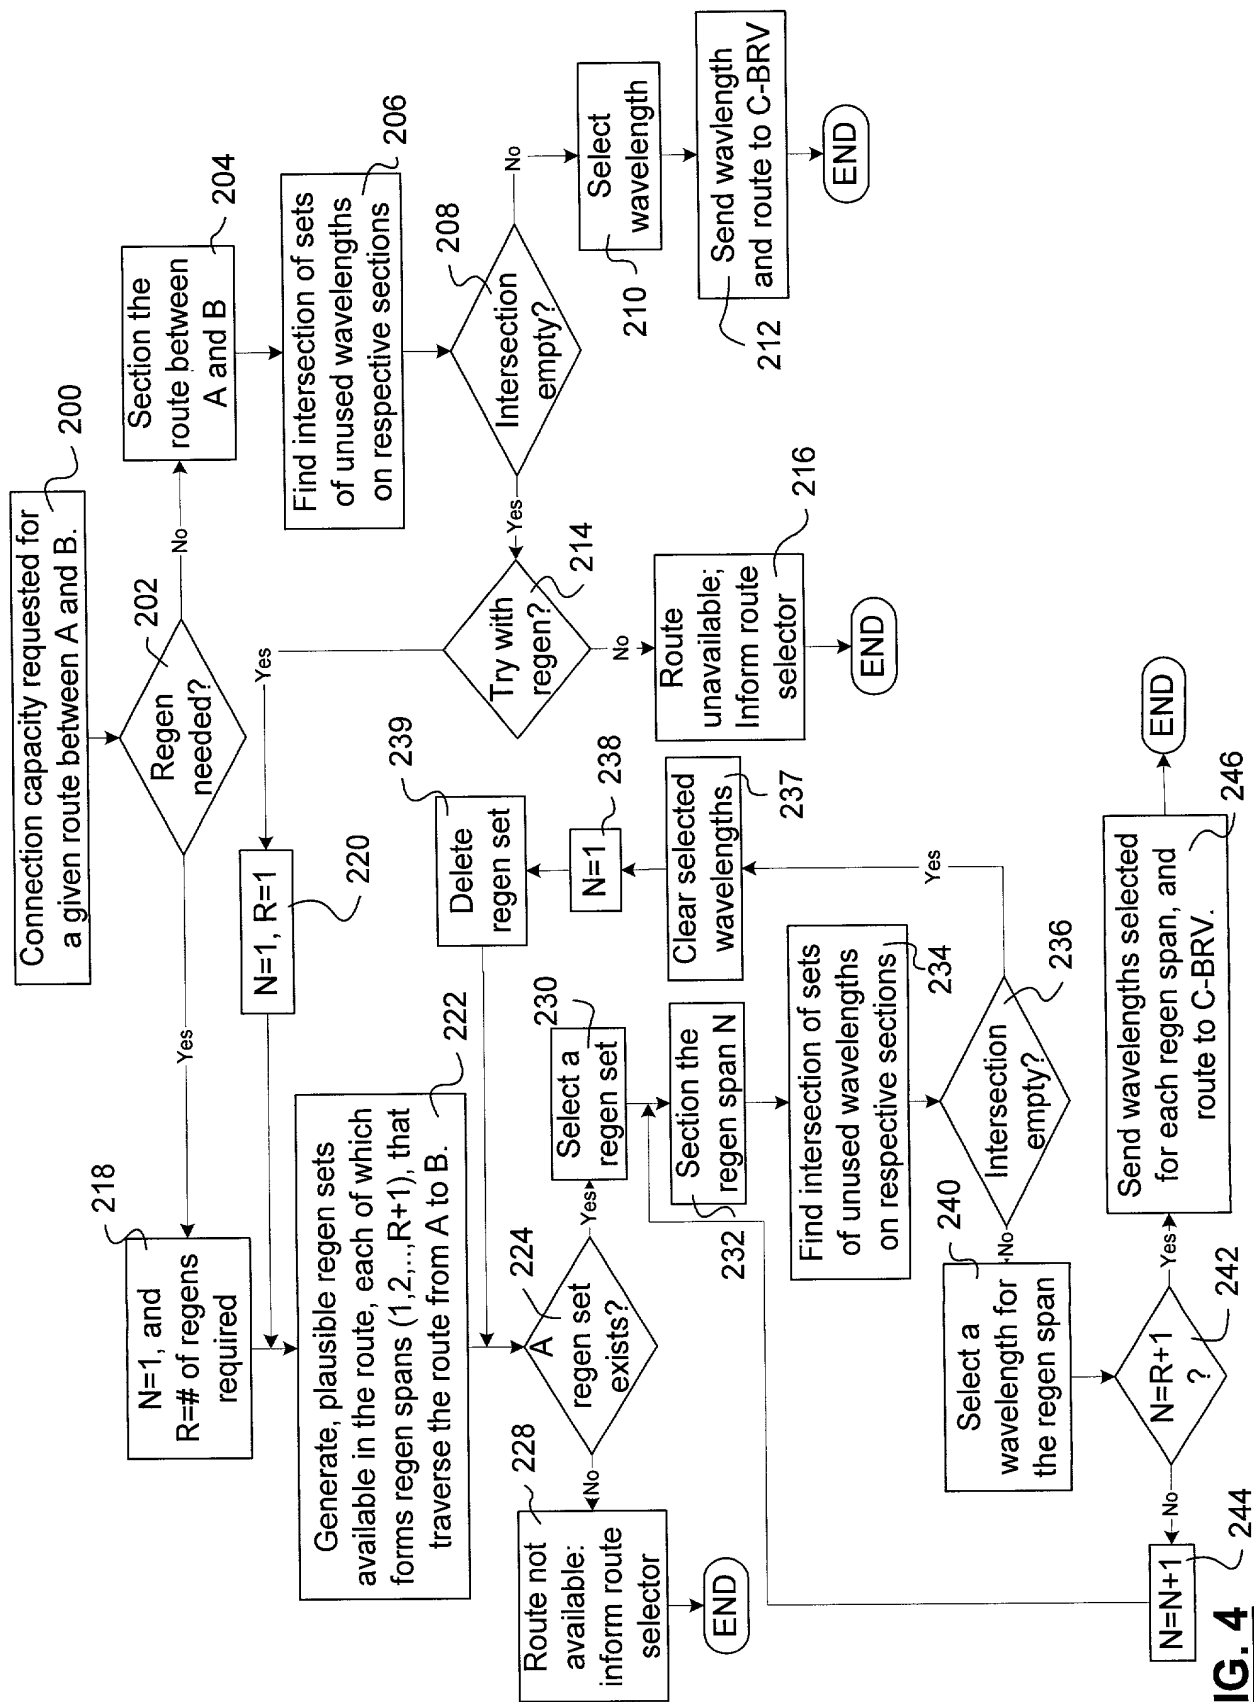 Connection capacity requested for
a given route between A and B.
200
Regen
needed?
202
No
Yes
Section the
route between
A and B
204
Find intersection of sets
of unused wavelengths
on respective sections
206
Intersection
empty?
208
No
Yes
Select
wavelength
210
Send wavlength
and route to C-BRV
212
END
Try with
regen?
214
Yes
No
Route
unavailable;
Inform route
selector
216
END
N=1, and
R=# of regens
required
218
N=1, R=1
220
Generate, plausible regen sets
available in the route, each of which
forms regen spans (1,2,..,R+1), that
traverse the route from A to B.
222
A
regen set
exists?
224
No
Yes
Route not
available:
inform route
selector
228
END
Select a
regen set
230
Section the
regen span N
232
Find intersection of sets
of unused wavelengths
on respective sections
234
Intersection
empty?
236
Yes
No
Clear selected
wavelengths
237
N=1
238
Delete
regen set
239
Select a
wavelength for
the regen span
240
N=R+1
?
242
No
Yes
N=N+1
244
Send wavelengths selected
for each regen span, and
route to C-BRV.
246
END
IG. 4